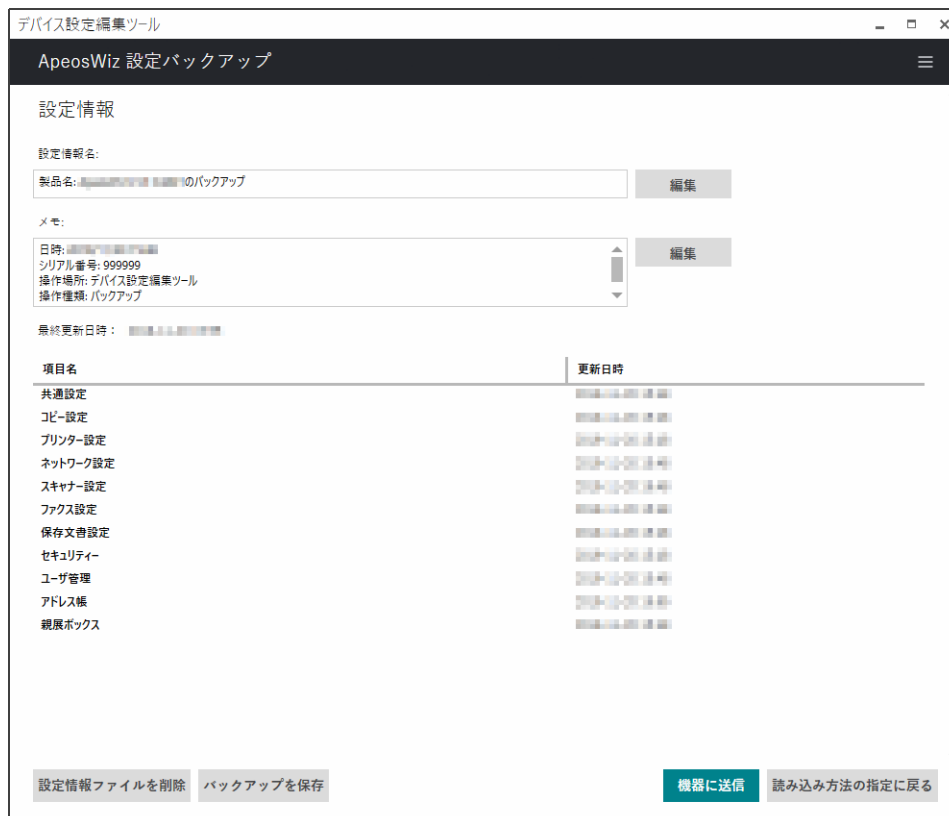 デバイス設定編集ツール
ApeosWiz 設定バックアップ
設定情報
設定情報名:
製品名: のバックアップ
編集
メモ:
日時:
シリアル番号: 999999
操作場所: デバイス設定編集ツール
操作種類: バックアップ
編集
最終更新日時：
項目名 更新日時
共通設定
コピー設定
プリンター設定
ネットワーク設定
スキャナー設定
ファクス設定
保存文書設定
セキュリティー
ユーザ管理
アドレス帳
親展ボックス
設定情報ファイルを削除 バックアップを保存 機器に送信 読み込み方法の指定に戻る